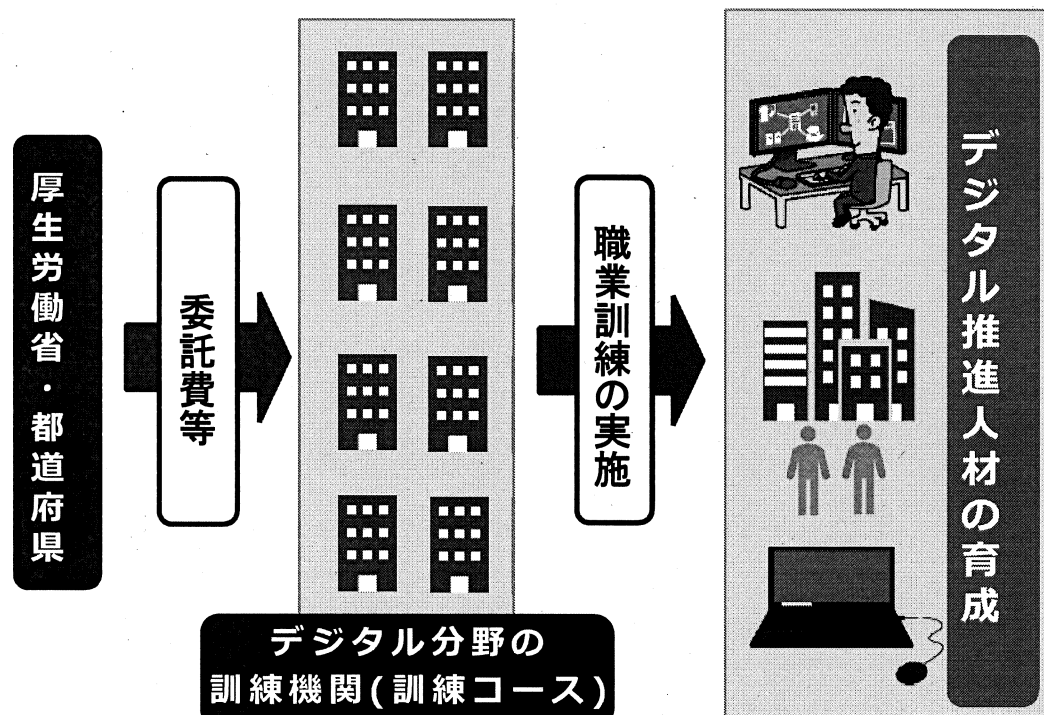 厚生労働省・都道府県
委託費等
デジタル分野の
訓練機関(訓練コース)
職業訓練の実施
デジタル推進人材の育成